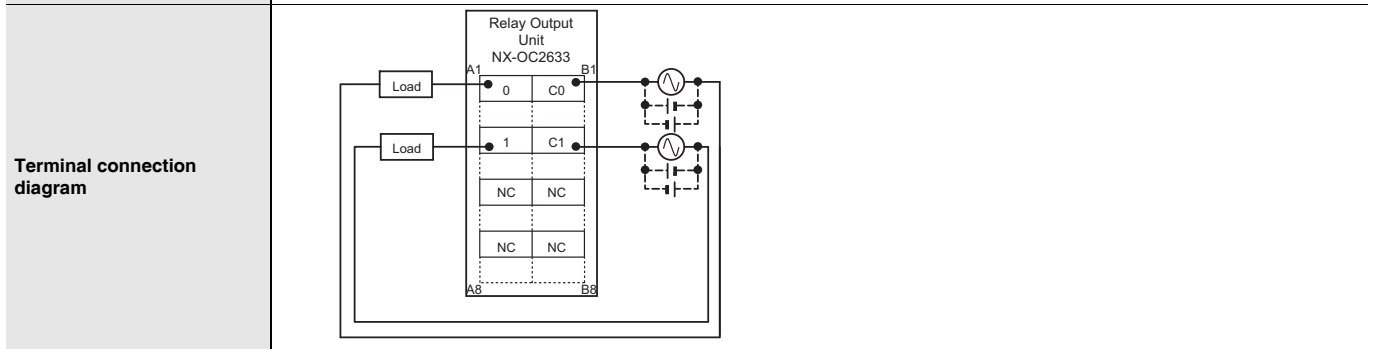 Terminal connection
diagram
Relay Output
Unit
NX-OC2633
A1 B1
Load 0 C0
Load 1 C1
NC NC
NC NC
A8 B8